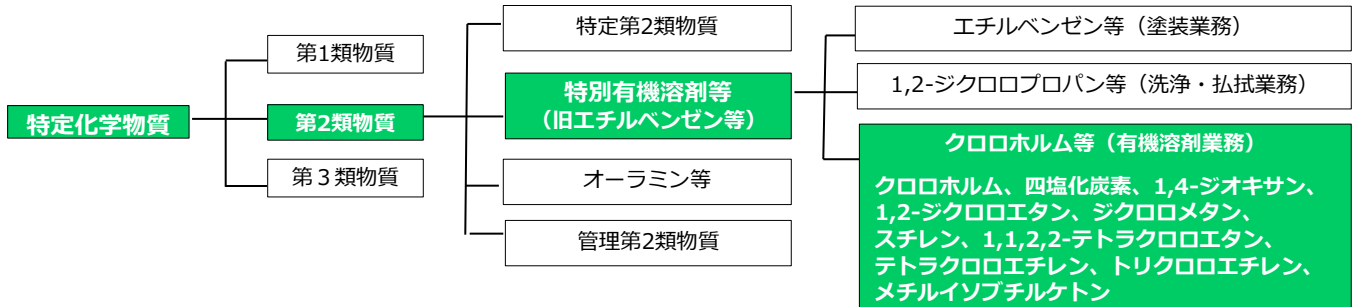 特定化学物質
第1類物質
第2類物質
第３類物質
特定第2類物質
特別有機溶剤等
（旧エチルベンゼン等）
オーラミン等
管理第2類物質
エチルベンゼン等（塗装業務）
1,2-ジクロロプロパン等（洗浄・払拭業務）
クロロホルム等（有機溶剤業務）
クロロホルム、四塩化炭素、1,4-ジオキサン、
1,2-ジクロロエタン、ジクロロメタン、
スチレン、1,1,2,2-テトラクロロエタン、
テトラクロロエチレン、トリクロロエチレン、
メチルイソブチルケトン